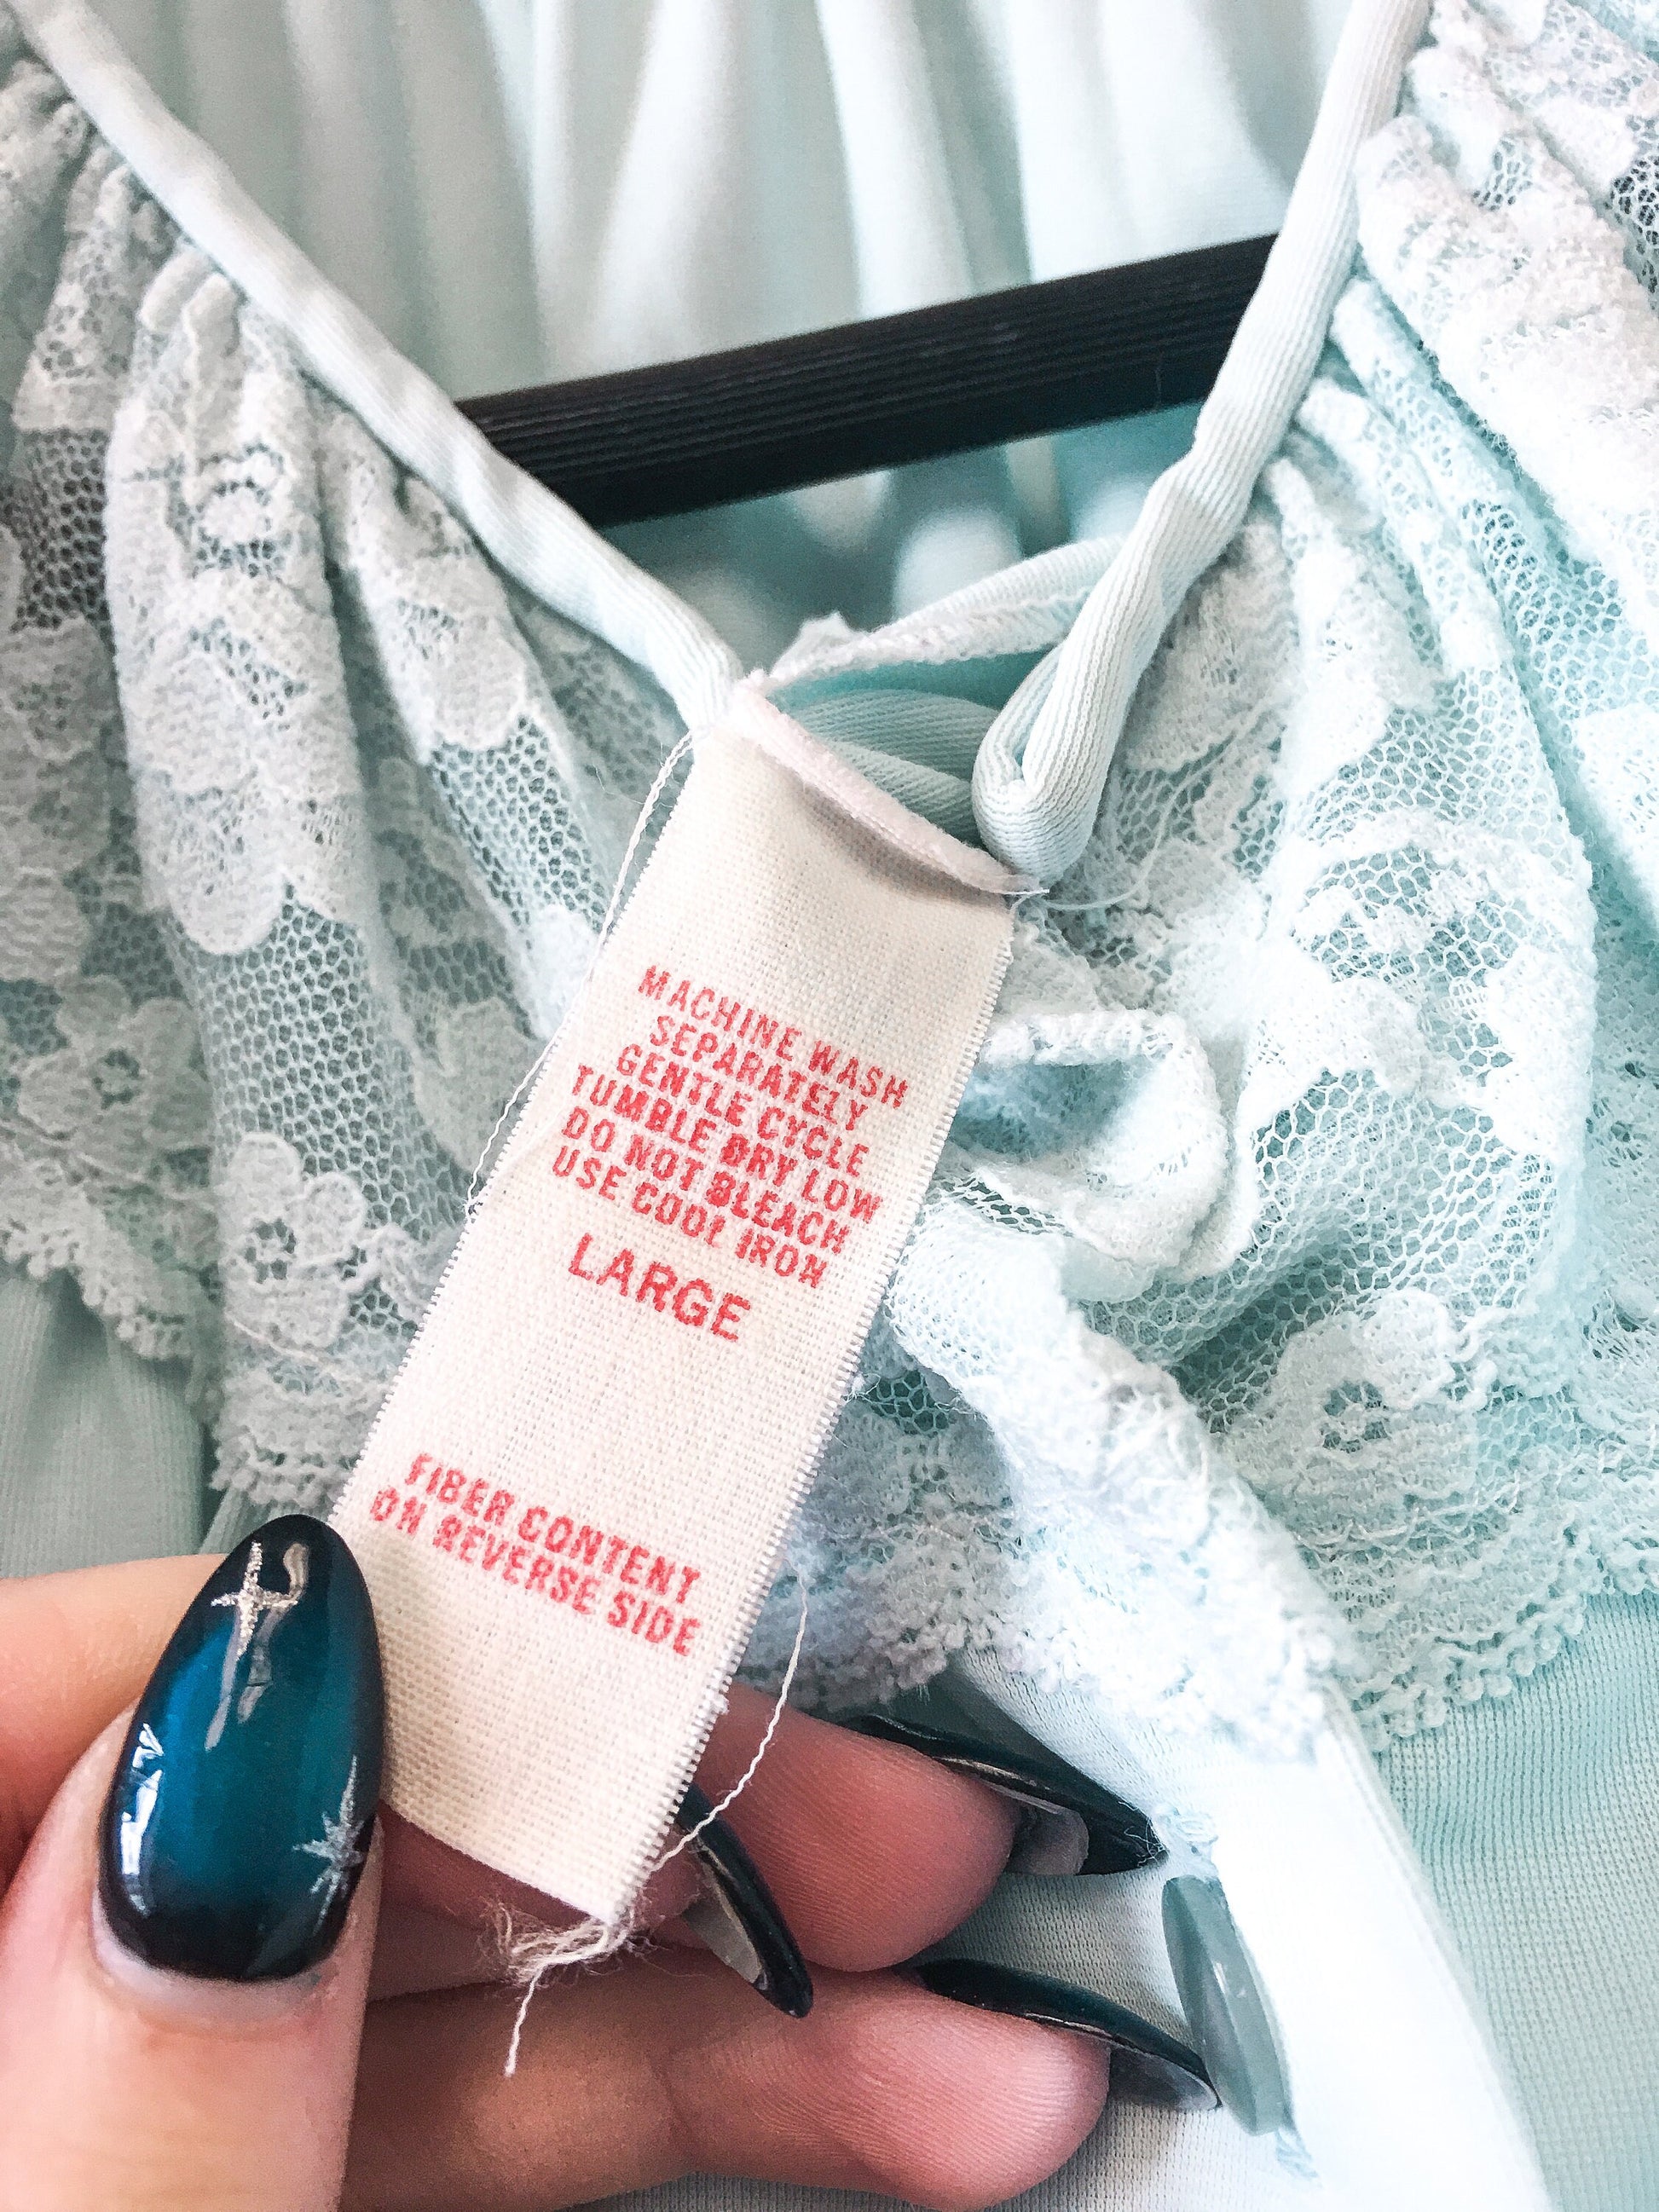 MACHINE WASH
SEPARATELY
GENTLE CYCLE
TUMBLE DRY LOW
DO NOT BLEACH
USE COOL IRON
LARGE
FIBER CONTENT
ON REVERSE SIDE